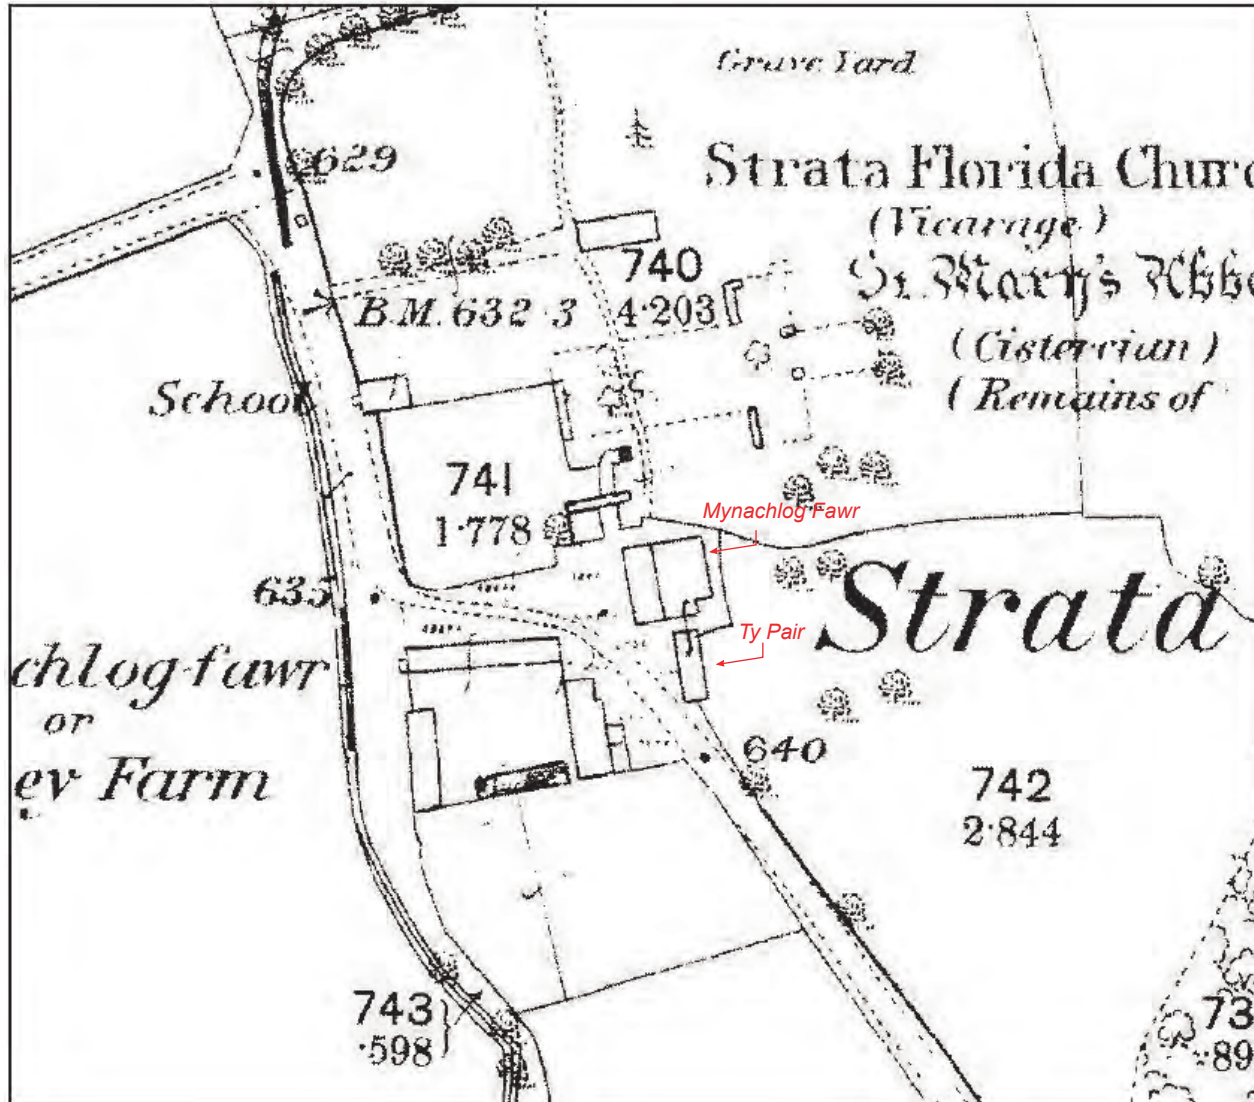 Grave Yard
629
Strata Florida Churc
(Vicarage)
740
4·203
St. Mary's Abbe
B.M. 632·3
(Cistercian)
(Remains of
School
741
1·778
Mynachlog Fawr
635
Strata
Ty Pair
chlog-fawr
or
ey Farm
640
742
2·844
743
·598
73
·89